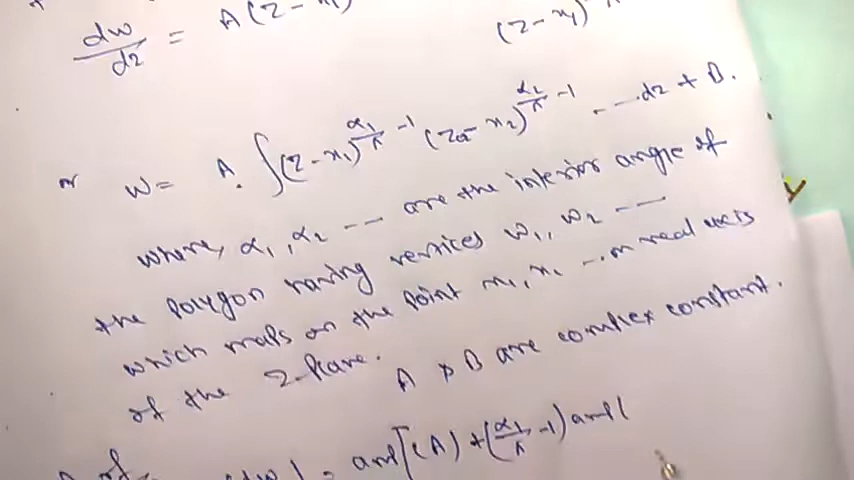 dw/dz = A(z - x₁) (z - x₁)
or w = A. ∫(z - x₁)^(α₁/π - 1) (z - x₂)^(α₂/π - 1) ... dz + B.
where, α₁, α₂ -- are the interior angle of
the polygon having vertices w₁, w₂ --
which maps on the point x₁, x₂ ... on real axis
of the z-plane. A & B are complex constant.
amp[(A) + (α₁/π - 1) amp(